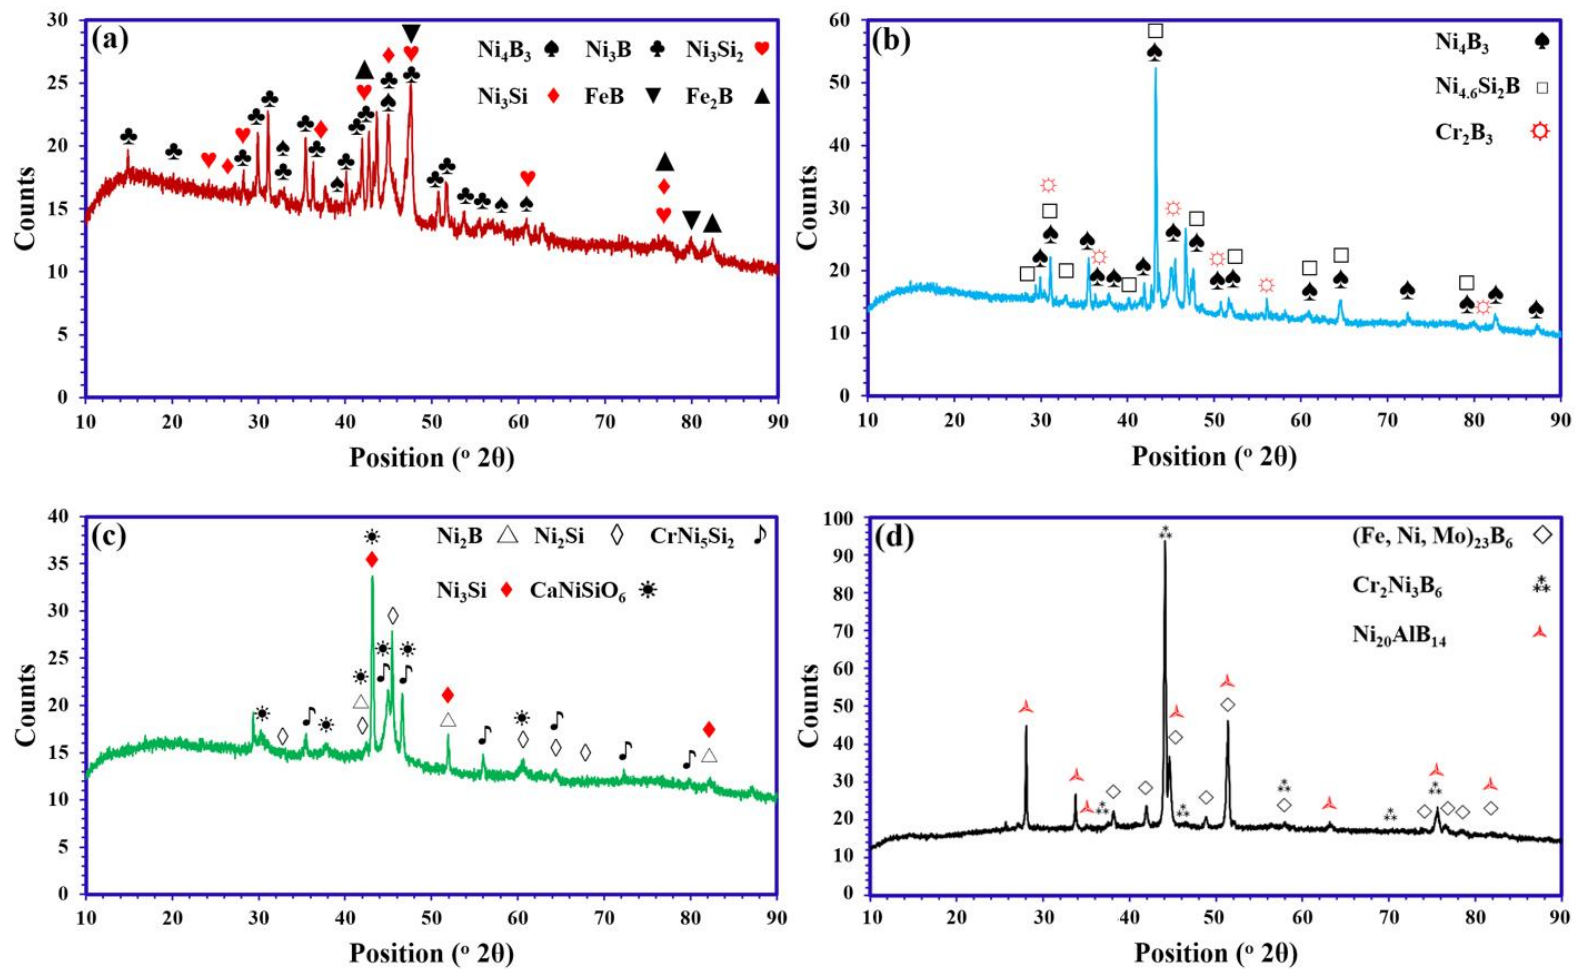 (a)
Ni4B3 ♠ Ni3B ♣ Ni3Si2 ♥
Ni3Si ♦ FeB ▼ Fe2B ▲
30
25
20
15
10
5
0
Counts
10 20 30 40 50 60 70 80 90
Position (° 2θ)
(b)
Ni4B3 ♠
Ni4.6Si2B □
Cr2B3
60
50
40
30
20
10
0
Counts
10 20 30 40 50 60 70 80 90
Position (° 2θ)
(c)
Ni2B △ Ni2Si ◊ CrNi5Si2 ♪
Ni3Si ♦ CaNiSiO6
40
35
30
25
20
15
10
5
0
Counts
10 20 30 40 50 60 70 80 90
Position (° 2θ)
(d)
(Fe, Ni, Mo)23B6 ◇
Cr2Ni3B6
Ni20AlB14
100
90
80
70
60
50
40
30
20
10
0
Counts
10 20 30 40 50 60 70 80 90
Position (° 2θ)